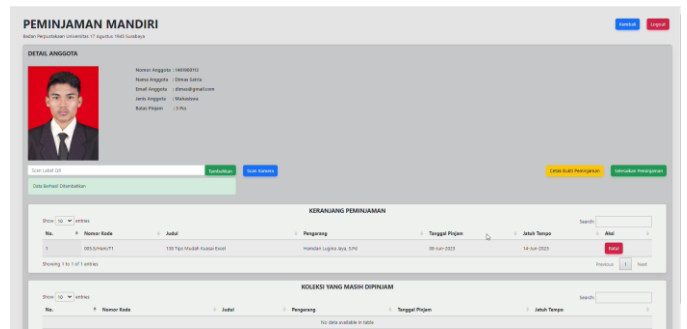 PEMINJAMAN MANDIRI
Kembali Logout
Badan Perpustakaan Universitas 17 Agustus 1945 Surabaya
DETAIL ANGGOTA
Nomor Anggota :
Nama Anggota : Dimas Satria
Email Anggota : dimas@gmail.com
Jenis Anggota : Mahasiswa
Batas Pinjam : 3 Pcs
Scan Label QR Tambahkan Scan Kamera Cetak Bukti Peminjaman Selesaikan Peminjaman
Data Berhasil Ditambahkan
KERANJANG PEMINJAMAN
Show 10 entries Search:
No. Nomor Kode Judul Pengarang Tanggal Pinjam Jatuh Tempo Aksi
1 100 Tips Mudah Kuasai Excel Hamdan Lugina Jaya, S.Pd 09-Jun-2023 14-Jun-2023 Batal
Showing 1 to 1 of 1 entries Previous 1 Next
KOLEKSI YANG MASIH DIPINJAM
Show 10 entries Search:
No. Nomor Kode Judul Pengarang Tanggal Pinjam Jatuh Tempo
No data available in table